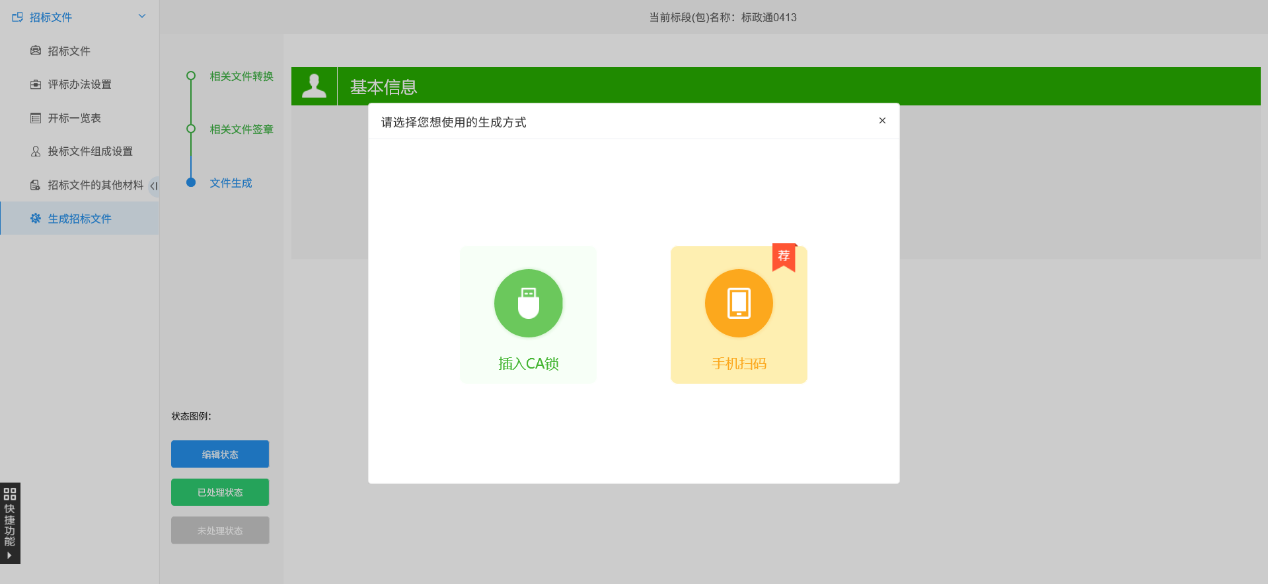 招标文件
招标文件
评标办法设置
开标一览表
投标文件组成设置
招标文件的其他材料
生成招标文件
快捷功能
当前标段(包)名称: 标政通0413
相关文件转换
相关文件签章
文件生成
状态图例:
编辑状态
已处理状态
未处理状态
基本信息
请选择您想使用的生成方式
×
插入CA锁
荐
手机扫码